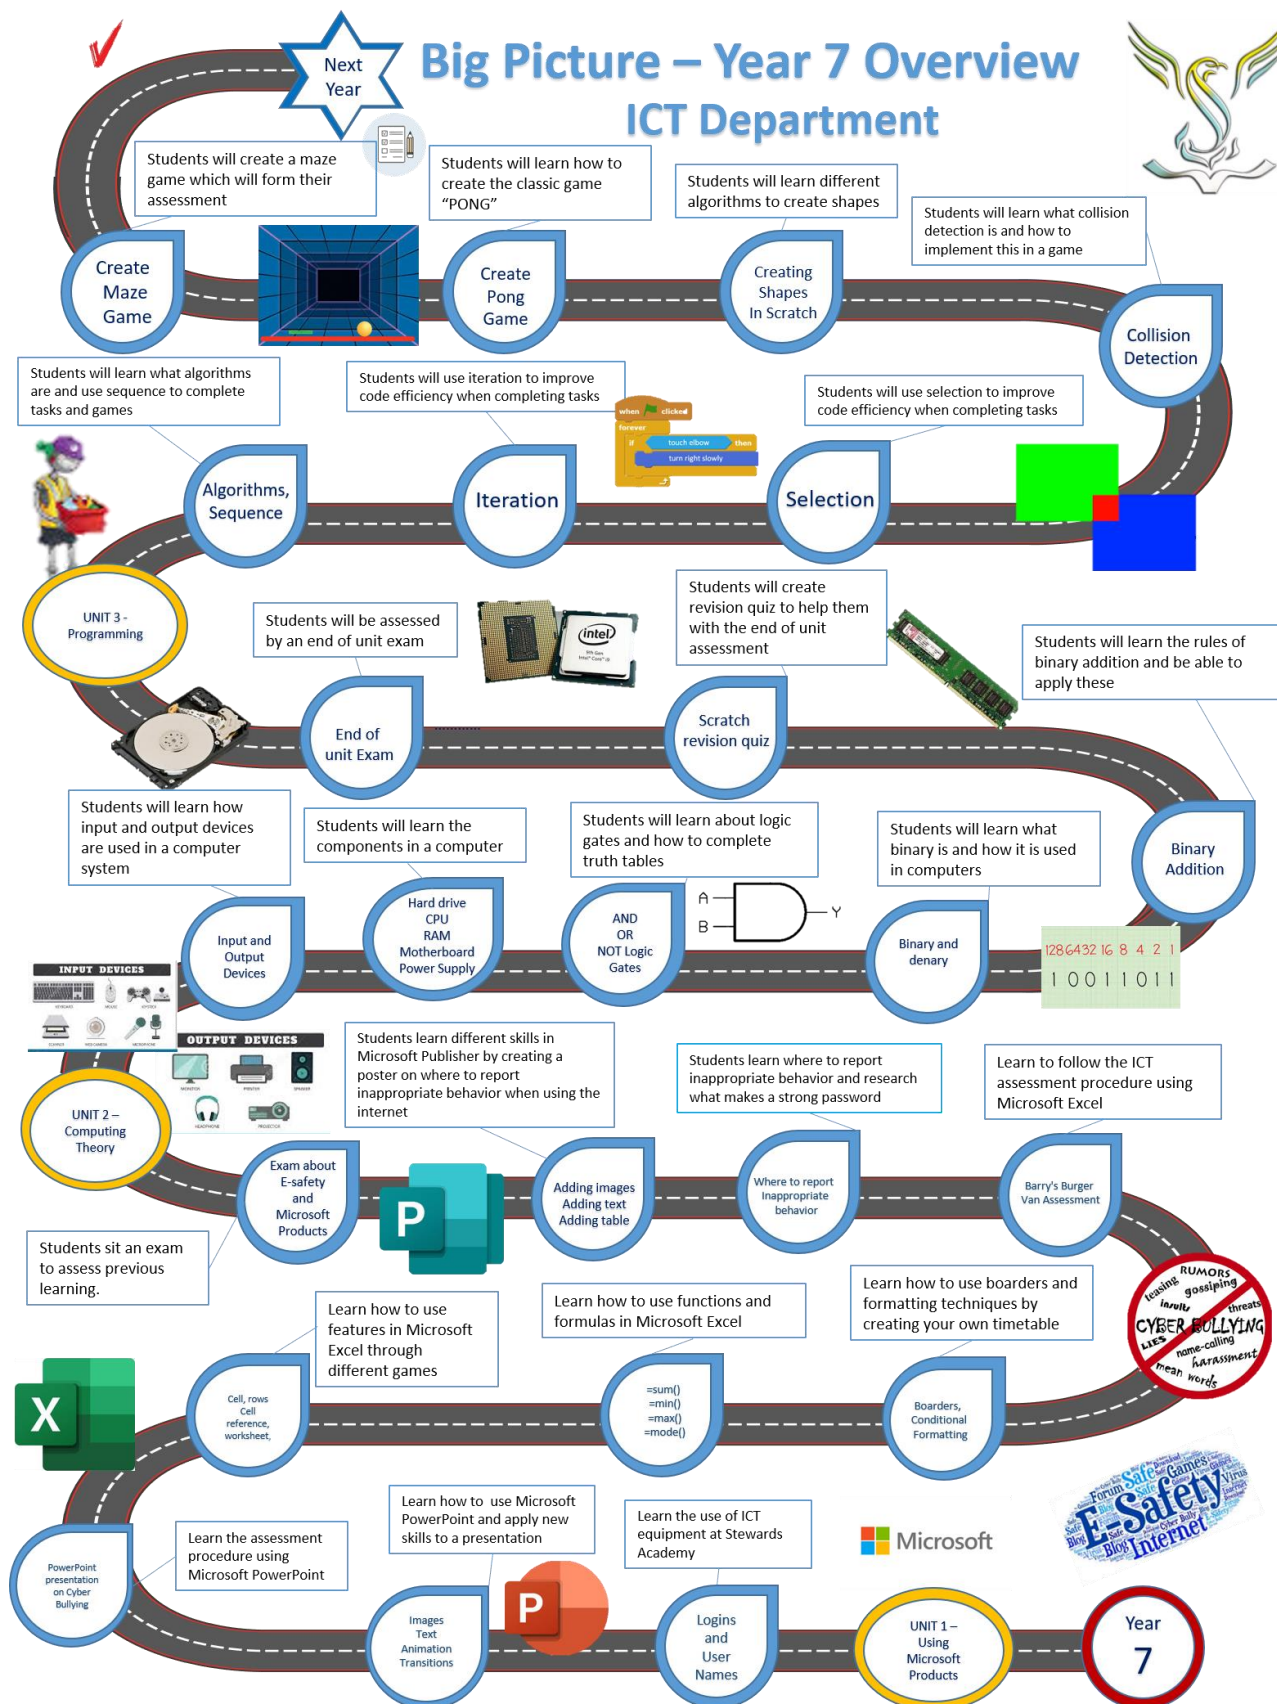 Big Picture – Year 7 Overview
ICT Department
Next
Year
Students will create a maze
game which will form their
assessment
Students will learn how to
create the classic game
“PONG”
Students will learn different
algorithms to create shapes
Students will learn what collision
detection is and how to
implement this in a game
Create
Maze
Game
Create
Pong
Game
Creating
Shapes
In Scratch
Collision
Detection
Students will learn what algorithms
are and use sequence to complete
tasks and games
Students will use iteration to improve
code efficiency when completing tasks
Students will use selection to improve
code efficiency when completing tasks
when clicked
forever
if touch elbow then
turn right slowly
Algorithms,
Sequence
Iteration
Selection
UNIT 3 -
Programming
Students will be assessed
by an end of unit exam
intel
Students will create
revision quiz to help them
with the end of unit
assessment
Students will learn the rules of
binary addition and be able to
apply these
End of
unit Exam
Scratch
revision quiz
Students will learn how
input and output devices
are used in a computer
system
Students will learn the
components in a computer
Students will learn about logic
gates and how to complete
truth tables
Students will learn what
binary is and how it is used
in computers
Binary
Addition
Input and
Output
Devices
Hard drive
CPU
RAM
Motherboard
Power Supply
AND
OR
NOT Logic
Gates
A
B
Y
Binary and
denary
128 64 32 16 8 4 2 1
1 0 0 1 1 0 1 1
INPUT DEVICES
KEYBOARD MOUSE JOYSTICK
SCANNER WEBCAMERA MICROPHONE
OUTPUT DEVICES
MONITOR PRINTER SPEAKER
HEADPHONE PROJECTOR
Students learn different skills in
Microsoft Publisher by creating a
poster on where to report
inappropriate behavior when using the
internet
Students learn where to report
inappropriate behavior and research
what makes a strong password
Learn to follow the ICT
assessment procedure using
Microsoft Excel
UNIT 2 –
Computing
Theory
Exam about
E-safety
and
Microsoft
Products
P
Adding images
Adding text
Adding table
Where to report
Inappropriate
behavior
Barry's Burger
Van Assessment
Students sit an exam
to assess previous
learning.
Learn how to use
features in Microsoft
Excel through
different games
Learn how to use functions and
formulas in Microsoft Excel
Learn how to use boarders and
formatting techniques by
creating your own timetable
RUMORS
teasing gossiping
insults threats
CYBER BULLYING
LIES name-calling
harassment
mean words
X
Cell, rows
Cell
reference,
worksheet,
=sum()
=min()
=max()
=mode()
Boarders,
Conditional
Formatting
Learn how to use Microsoft
PowerPoint and apply new
skills to a presentation
Learn the use of ICT
equipment at Stewards
Academy
Microsoft
Forum Safe Games Virus
E-Safety
Blog Internet
Learn the assessment
procedure using
Microsoft PowerPoint
PowerPoint
presentation
on Cyber
Bullying
P
Images
Text
Animation
Transitions
Logins
and
User
Names
UNIT 1 –
Using
Microsoft
Products
Year
7